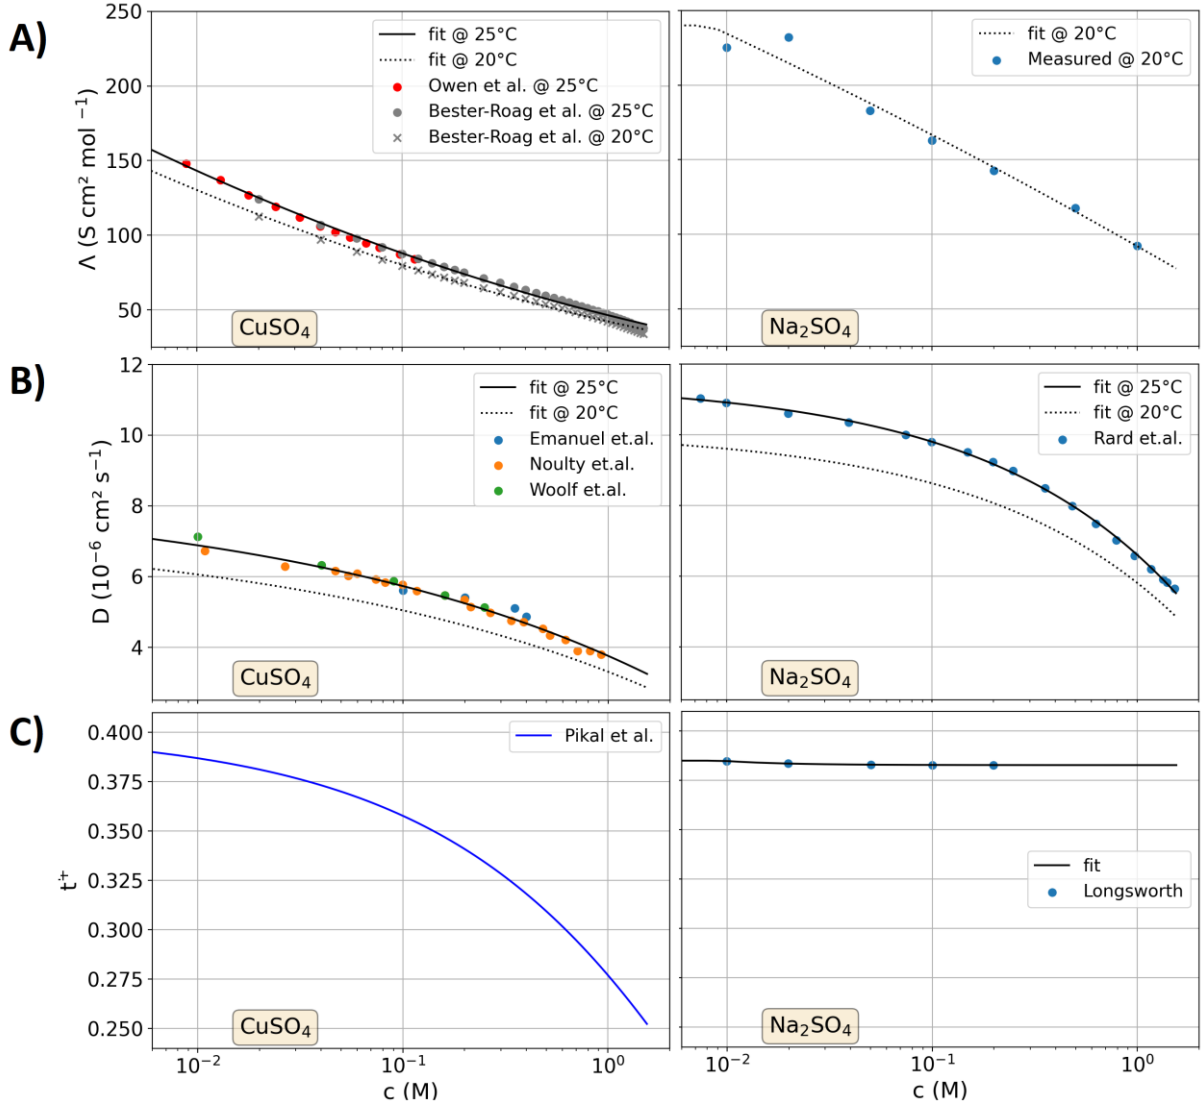 A)
250
200
150
100
50
Λ (S cm² mol ⁻¹)
fit @ 25°C
fit @ 20°C
Owen et al. @ 25°C
Bester-Roag et al. @ 25°C
Bester-Roag et al. @ 20°C
CuSO₄
fit @ 20°C
Measured @ 20°C
Na₂SO₄
B)
12
10
8
6
4
D (10⁻⁶ cm² s⁻¹)
fit @ 25°C
fit @ 20°C
Emanuel et.al.
Noulty et.al.
Woolf et.al.
CuSO₄
fit @ 25°C
fit @ 20°C
Rard et.al.
Na₂SO₄
C)
0.400
0.375
0.350
0.325
0.300
0.275
0.250
t⁺
Pikal et al.
CuSO₄
10⁻² 10⁻¹ 10⁰
c (M)
fit
Longsworth
Na₂SO₄
10⁻² 10⁻¹ 10⁰
c (M)